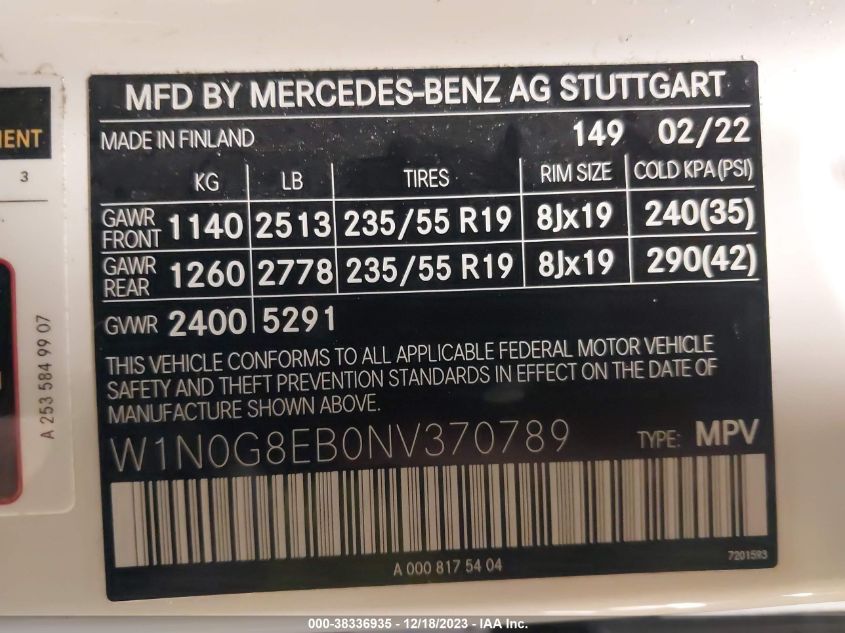 MFD BY MERCEDES-BENZ AG STUTTGART
MADE IN FINLAND 149 02/22
KG LB TIRES RIM SIZE COLD KPA(PSI)
GAWR FRONT 1140 2513 235/55 R19 8Jx19 240(35)
GAWR REAR 1260 2778 235/55 R19 8Jx19 290(42)
GVWR 2400 5291
THIS VEHICLE CONFORMS TO ALL APPLICABLE FEDERAL MOTOR VEHICLE
SAFETY AND THEFT PREVENTION STANDARDS IN EFFECT ON THE DATE OF
MANUFACTURE SHOWN ABOVE.
W1N0G8EB0NV370789 TYPE: MPV
A 000 817 54 04
7201593
MENT
3
A 253 584 99 07
000-38336935 - 12/18/2023 - IAA Inc.